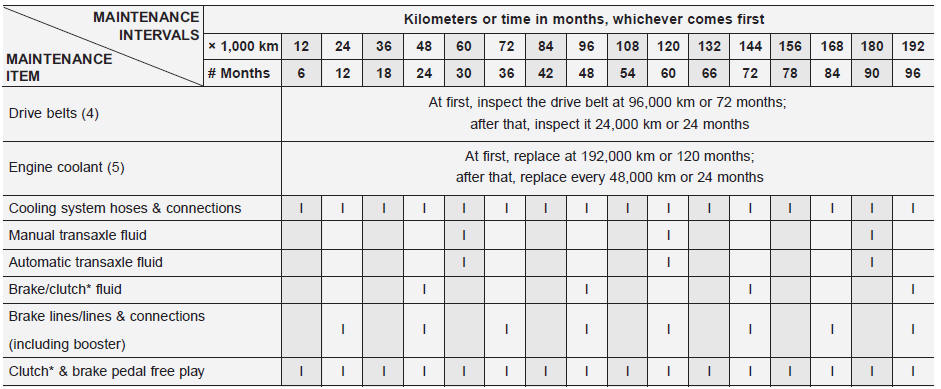 MAINTENANCE INTERVALS
MAINTENANCE ITEM
Kilometers or time in months, whichever comes first
× 1,000 km 12 24 36 48 60 72 84 96 108 120 132 144 156 168 180 192
# Months 6 12 18 24 30 36 42 48 54 60 66 72 78 84 90 96
Drive belts (4)
At first, inspect the drive belt at 96,000 km or 72 months;
after that, inspect it 24,000 km or 24 months
Engine coolant (5)
At first, replace at 192,000 km or 120 months;
after that, replace every 48,000 km or 24 months
Cooling system hoses & connections I I I I I I I I I I I I I I I I
Manual transaxle fluid I I I
Automatic transaxle fluid I I I
Brake/clutch* fluid I I I I
Brake lines/lines & connections
(including booster) I I I I I I I I
Clutch* & brake pedal free play I I I I I I I I I I I I I I I I